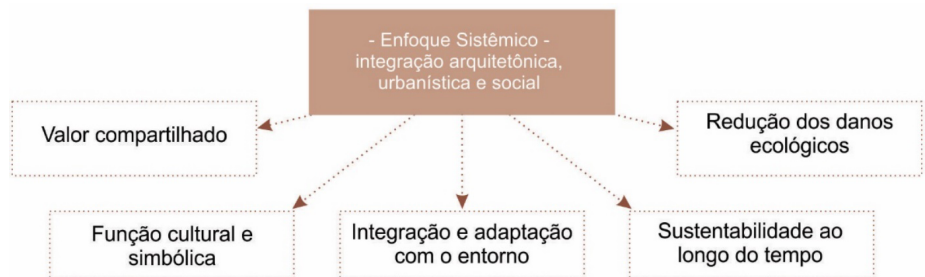 - Enfoque Sistêmico -
integração arquitetônica,
urbanística e social
Valor compartilhado
Redução dos danos
ecológicos
Função cultural e
simbólica
Integração e adaptação
com o entorno
Sustentabilidade ao
longo do tempo